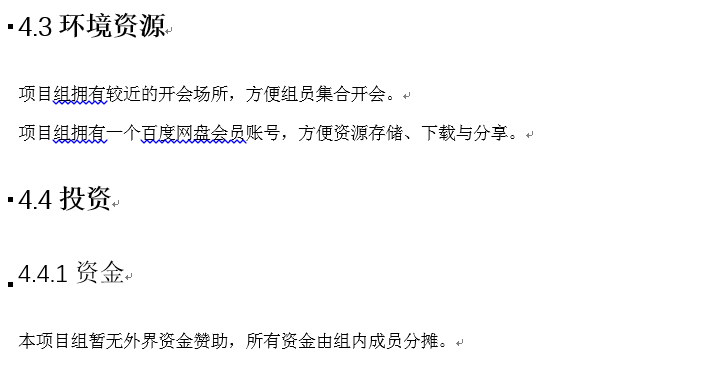 4.3 环境资源
项目组拥有较近的开会场所，方便组员集合开会。
项目组拥有一个百度网盘会员账号，方便资源存储、下载与分享。
4.4 投资
4.4.1 资金
本项目组暂无外界资金赞助，所有资金由组内成员分摊。